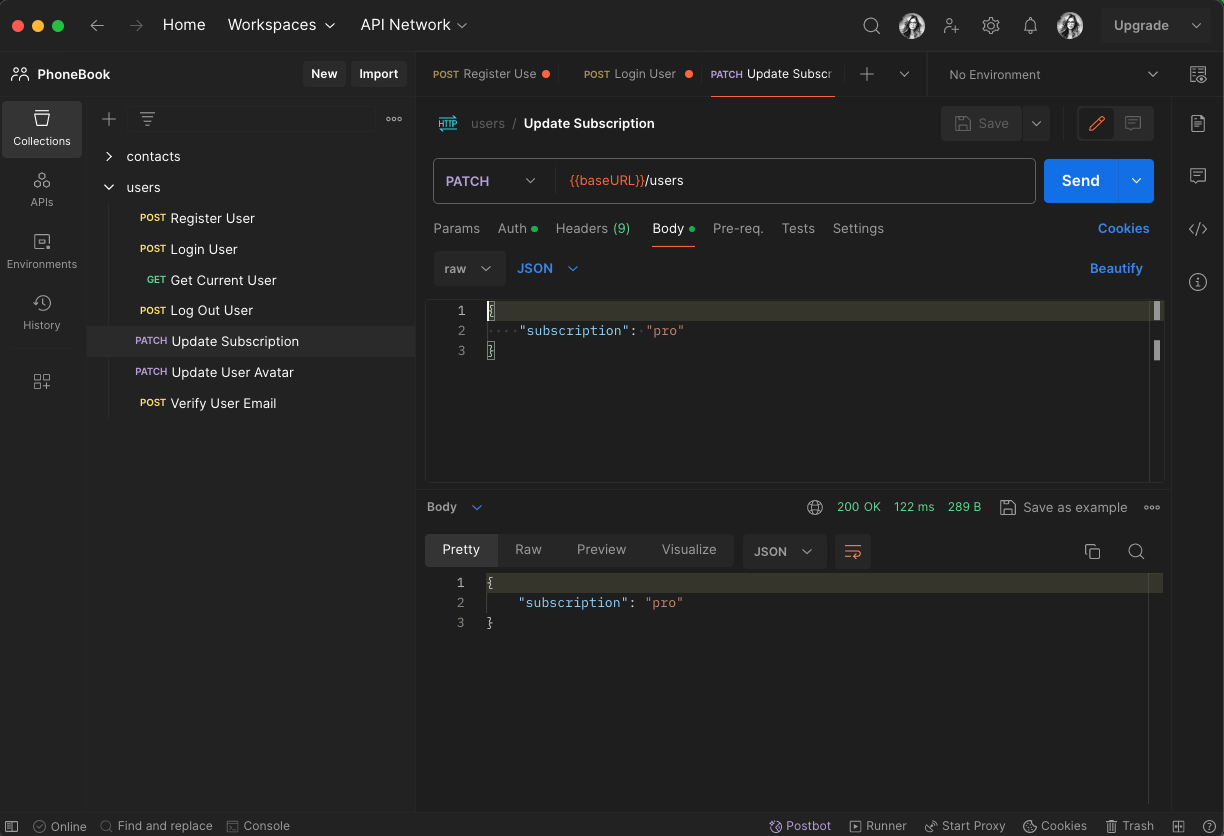 Home Workspaces API Network Upgrade
PhoneBook New Import
POST Register Use POST Login User PATCH Update Subscr No Environment
Collections
APIs
Environments
History
contacts
users
POST Register User
POST Login User
GET Get Current User
POST Log Out User
PATCH Update Subscription
PATCH Update User Avatar
POST Verify User Email
HTTP users / Update Subscription Save
PATCH {{baseURL}}/users Send
Params Auth Headers (9) Body Pre-req. Tests Settings Cookies
raw JSON Beautify
1 {
2 ····"subscription":·"pro"
3 }
Body 200 OK 122 ms 289 B Save as example
Pretty Raw Preview Visualize JSON
1 {
2 "subscription": "pro"
3 }
Online Find and replace Console Postbot Runner Start Proxy Cookies Trash